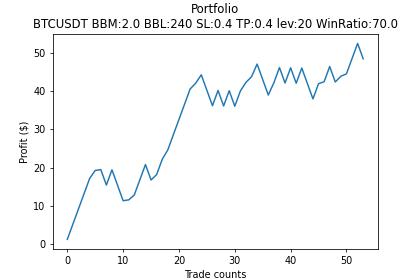 Portfolio
BTCUSDT BBM:2.0 BBL:240 SL:0.4 TP:0.4 lev:20 WinRatio:70.0
50
40
30
20
10
0
Profit ($)
0 10 20 30 40 50
Trade counts